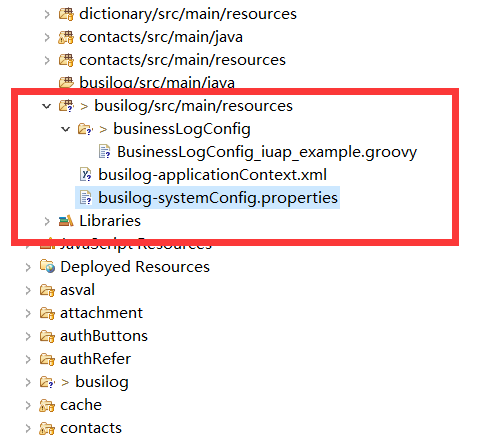 dictionary/src/main/resources
contacts/src/main/java
contacts/src/main/resources
busilog/src/main/java
> busilog/src/main/resources
> businessLogConfig
BusinessLogConfig_iuap_example.groovy
busilog-applicationContext.xml
busilog-systemConfig.properties
Libraries
JavaScript Resources
Deployed Resources
asval
attachment
authButtons
authRefer
> busilog
cache
contacts